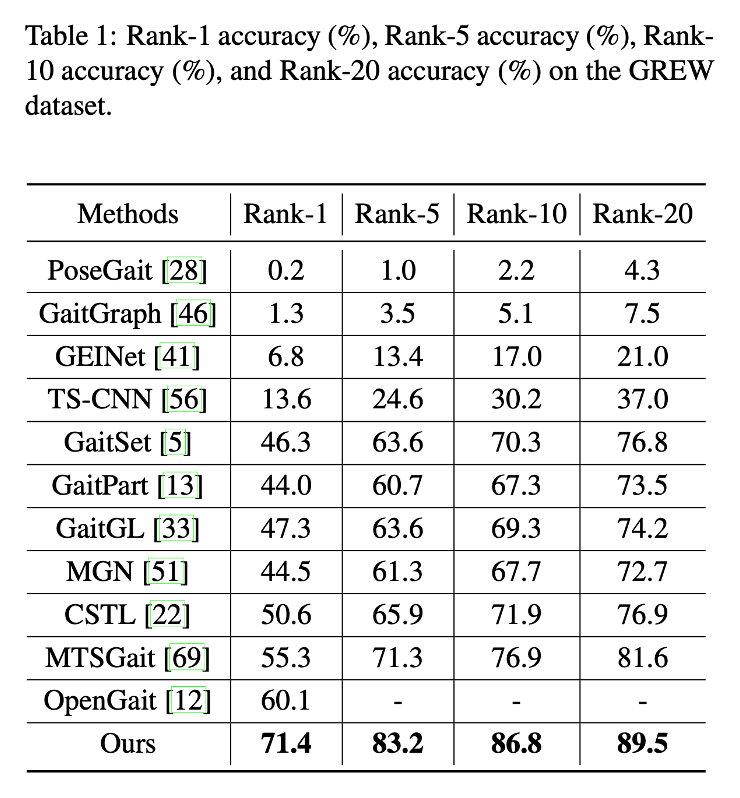 Table 1: Rank-1 accuracy (%), Rank-5 accuracy (%), Rank-
10 accuracy (%), and Rank-20 accuracy (%) on the GREW
dataset.
Methods Rank-1 Rank-5 Rank-10 Rank-20
PoseGait [28] 0.2 1.0 2.2 4.3
GaitGraph [46] 1.3 3.5 5.1 7.5
GEINet [41] 6.8 13.4 17.0 21.0
TS-CNN [56] 13.6 24.6 30.2 37.0
GaitSet [5] 46.3 63.6 70.3 76.8
GaitPart [13] 44.0 60.7 67.3 73.5
GaitGL [33] 47.3 63.6 69.3 74.2
MGN [51] 44.5 61.3 67.7 72.7
CSTL [22] 50.6 65.9 71.9 76.9
MTSGait [69] 55.3 71.3 76.9 81.6
OpenGait [12] 60.1 - - -
Ours 71.4 83.2 86.8 89.5